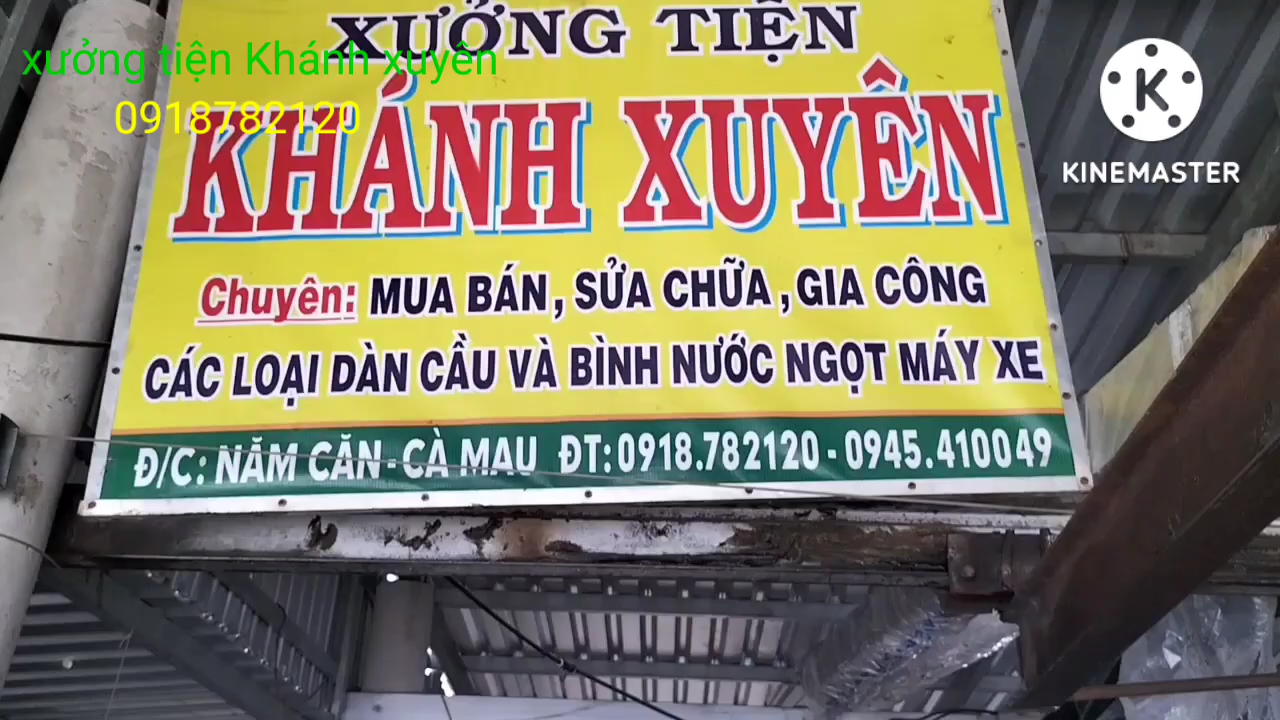 XƯỞNG TIỆN
xưởng tiện Khánh xuyên
0918782120
KHÁNH XUYÊN
K
KINEMASTER
Chuyên: MUA BÁN, SỬA CHỮA, GIA CÔNG
CÁC LOẠI DÀN CẦU VÀ BÌNH NƯỚC NGỌT MÁY XE
Đ/C: NĂM CĂN - CÀ MAU ĐT: 0918.782120 - 0945.410049